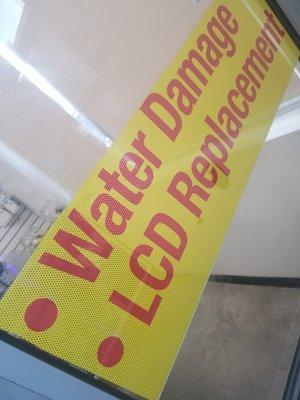 • Water Damage
• LCD Replacement